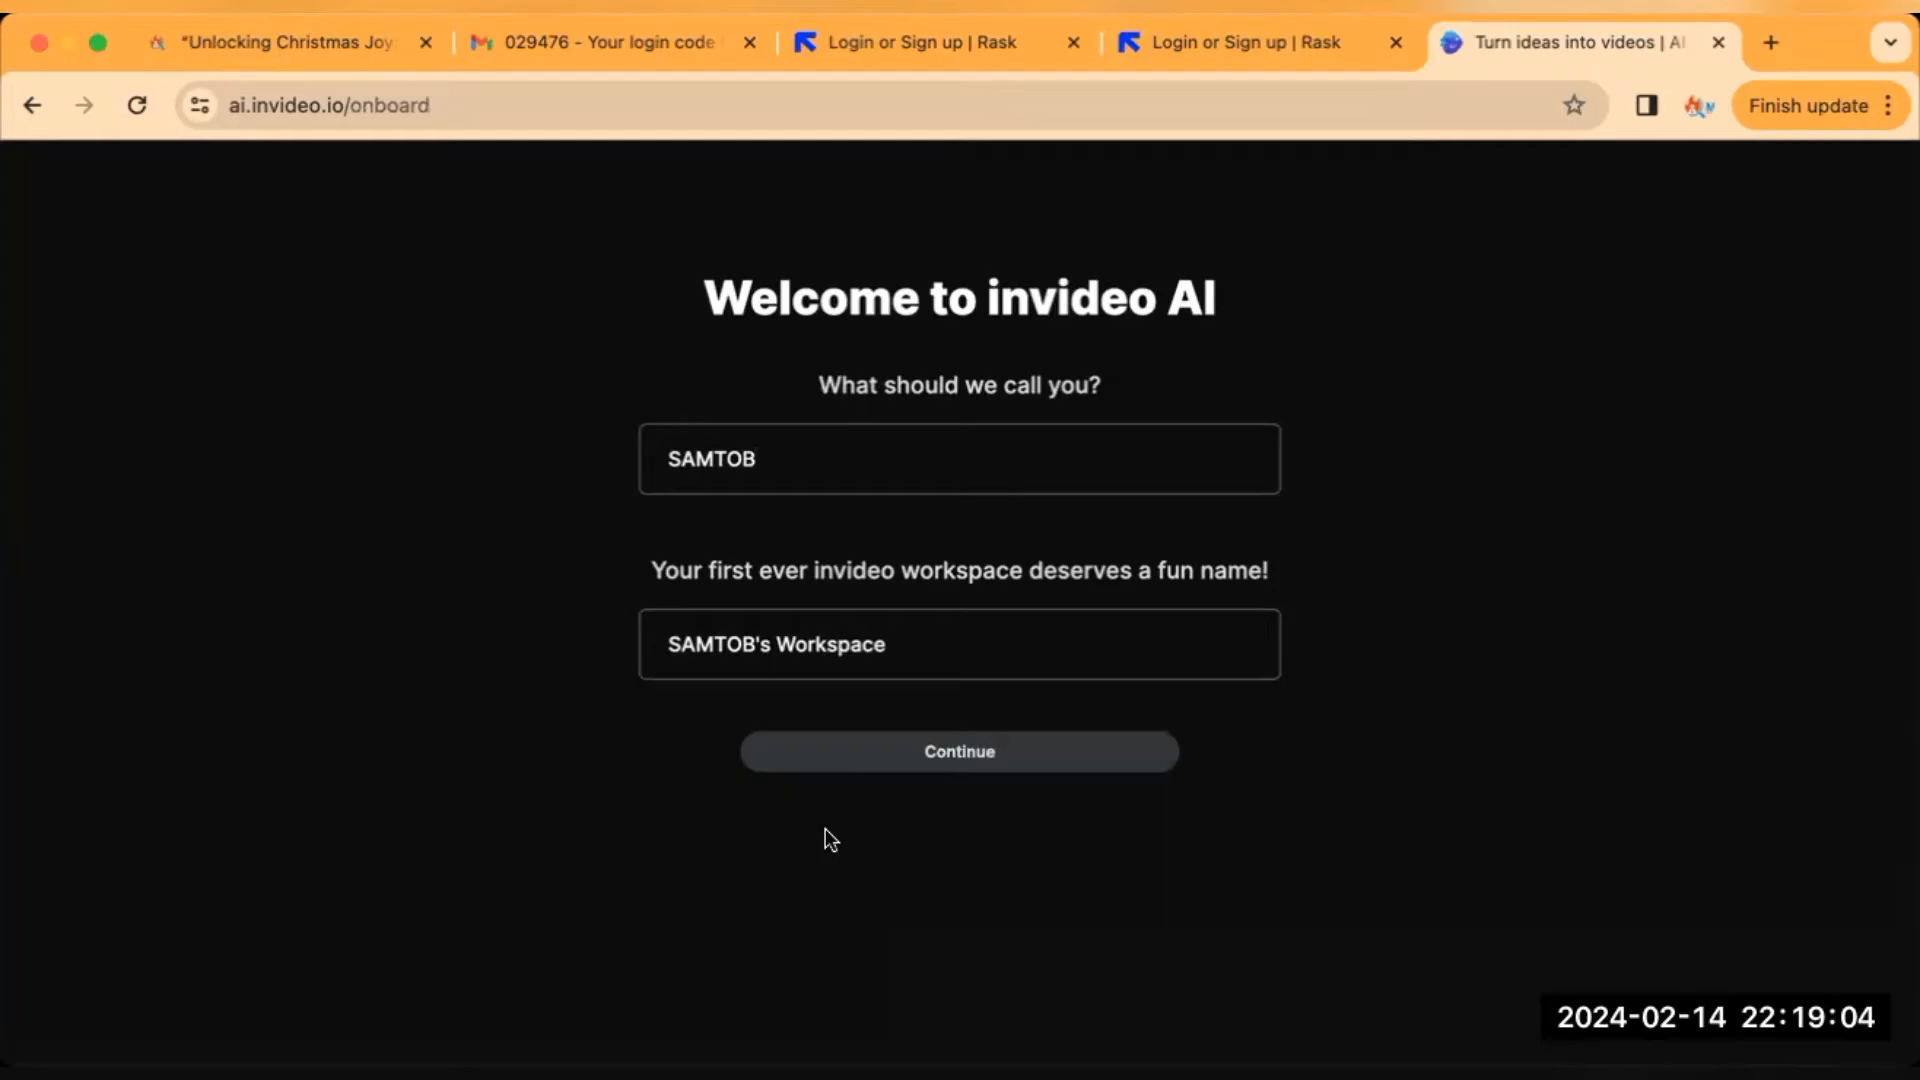 "Unlocking Christmas Joy
029476 - Your login code
Login or Sign up | Rask
Login or Sign up | Rask
Turn ideas into videos | AI
ai.invideo.io/onboard
Finish update
Welcome to invideo AI
What should we call you?
SAMTOB
Your first ever invideo workspace deserves a fun name!
SAMTOB's Workspace
Continue
2024-02-14 22:19:04